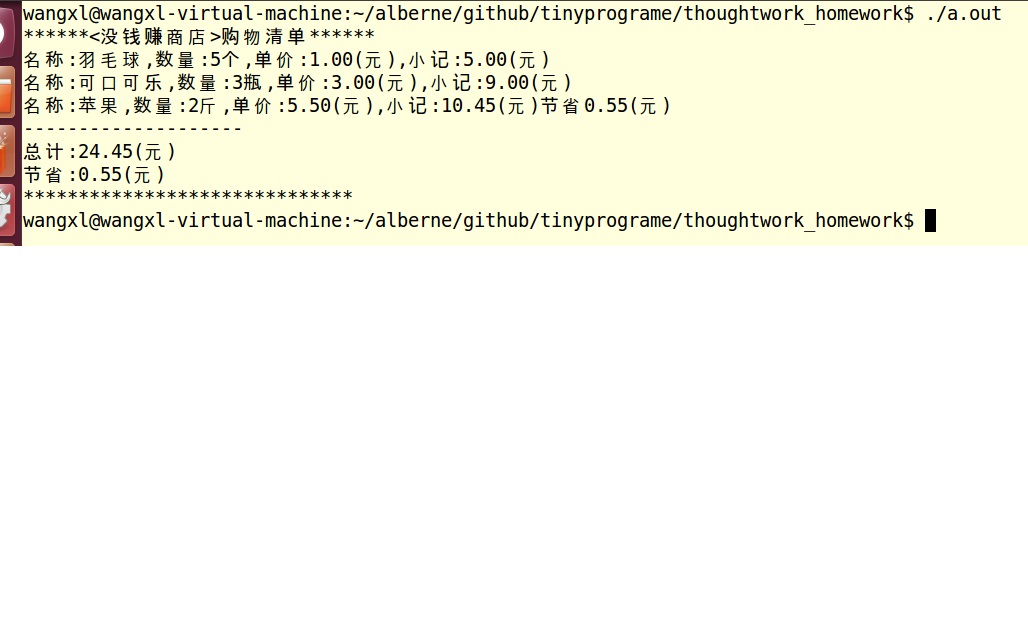 wangxl@wangxl-virtual-machine:~/alberne/github/tinyprograme/thoughtwork_homework$ ./a.out
******<没钱赚商店>购物清单******
名称:羽毛球,数量:5个,单价:1.00(元),小记:5.00(元)
名称:可口可乐,数量:3瓶,单价:3.00(元),小记:9.00(元)
名称:苹果,数量:2斤,单价:5.50(元),小记:10.45(元)节省0.55(元)
--------------------
总计:24.45(元)
节省:0.55(元)
******************************
wangxl@wangxl-virtual-machine:~/alberne/github/tinyprograme/thoughtwork_homework$